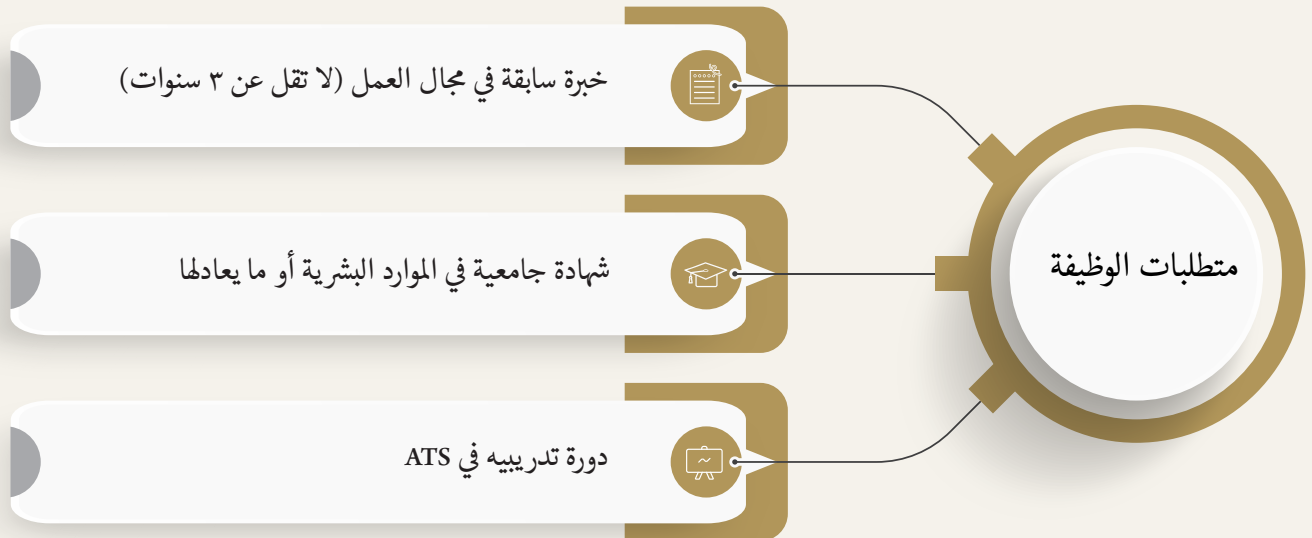 متطلبات الوظيفة
خبرة سابقة في مجال العمل (لا تقل عن ٣ سنوات)
شهادة جامعية في الموارد البشرية أو ما يعادلها
دورة تدريبيه في ATS